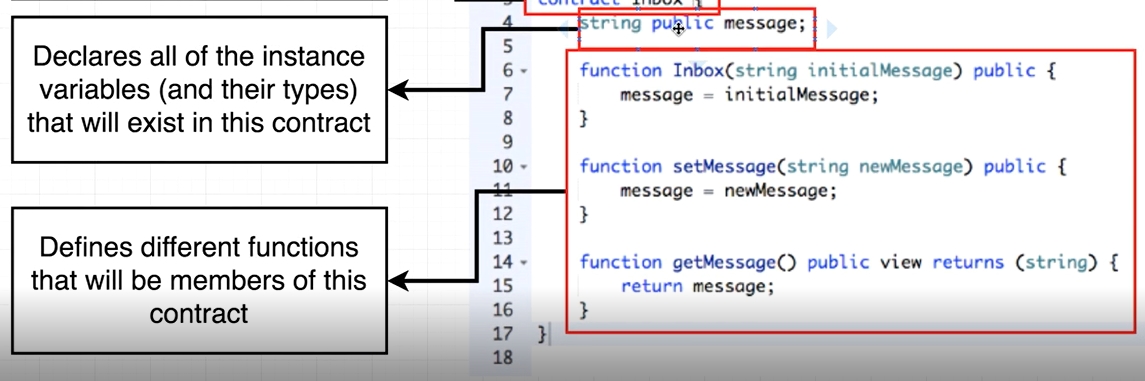 3 contract Inbox {
4 string public message;
5
6 function Inbox(string initialMessage) public {
7 message = initialMessage;
8 }
9
10 function setMessage(string newMessage) public {
11 message = newMessage;
12 }
13
14 function getMessage() public view returns (string) {
15 return message;
16 }
17 }
18
Declares all of the instance
variables (and their types)
that will exist in this contract
Defines different functions
that will be members of this
contract